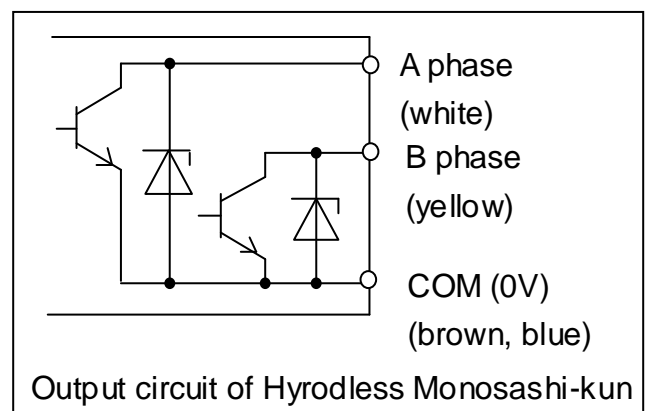 A phase
(white)
B phase
(yellow)
COM (0V)
(brown, blue)
Output circuit of Hyrodless Monosashi-kun